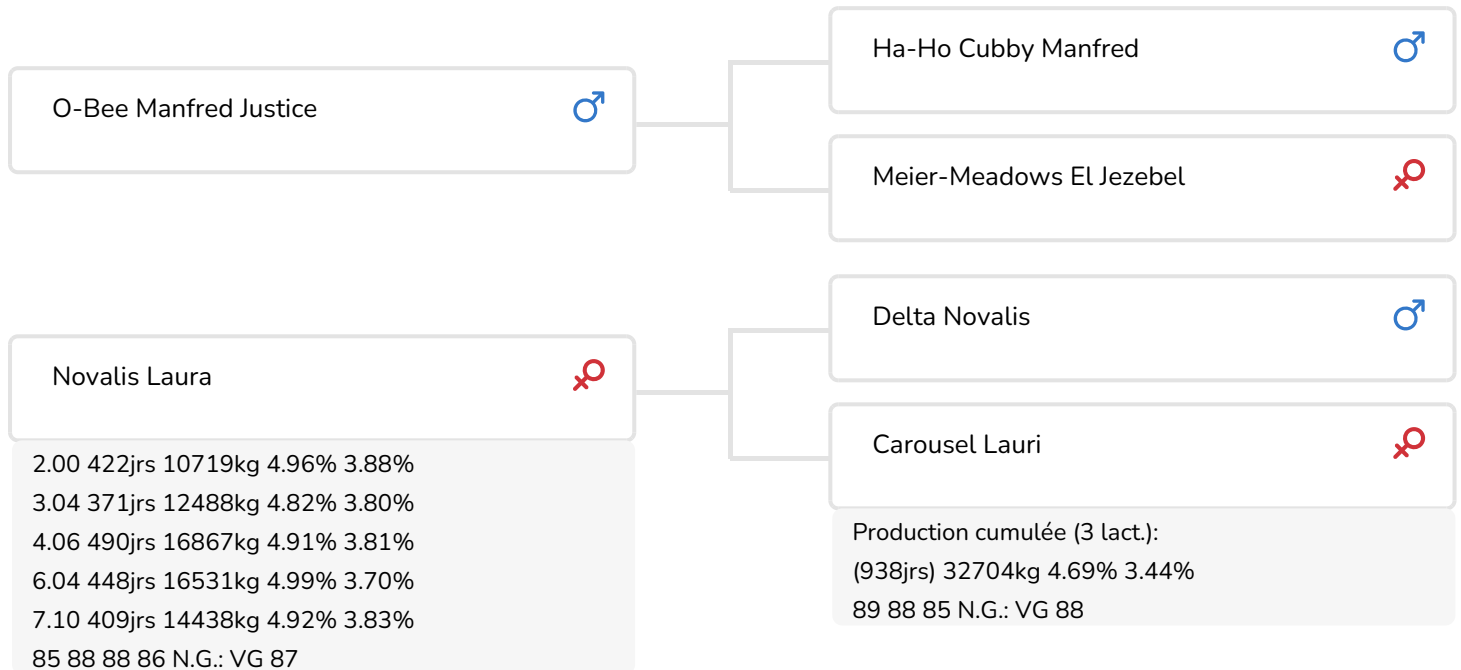 O-Bee Manfred Justice
Ha-Ho Cubby Manfred
Meier-Meadows El Jezebel
Novalis Laura
2.00 422jrs 10719kg 4.96% 3.88%
3.04 371jrs 12488kg 4.82% 3.80%
4.06 490jrs 16867kg 4.91% 3.81%
6.04 448jrs 16531kg 4.99% 3.70%
7.10 409jrs 14438kg 4.92% 3.83%
85 88 88 86 N.G.: VG 87
Delta Novalis
Carousel Lauri
Production cumulée (3 lact.):
(938jrs) 32704kg 4.69% 3.44%
89 88 85 N.G.: VG 88